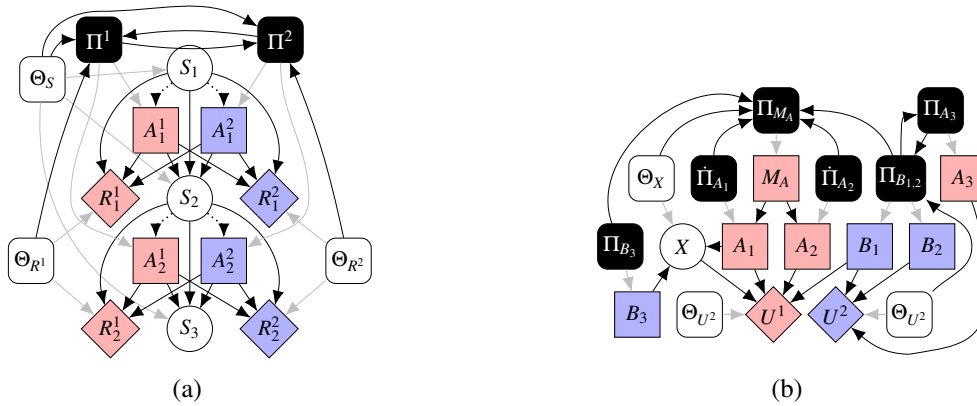 Π¹ Π²
S₁
Θ_S
A₁¹ A₁²
R₁¹ S₂ R₁²
Θ_{R¹} A₂¹ A₂² Θ_{R²}
R₂¹ S₃ R₂²
(a)
Π_{M_A} Π_{A₃}
Θ_X Π̇_{A₁} M_A Π̇_{A₂} Π_{B₁,₂} A₃
Π_{B₃} X A₁ A₂ B₁ B₂
B₃ Θ_{U²} U¹ U² Θ_{U²}
(b)